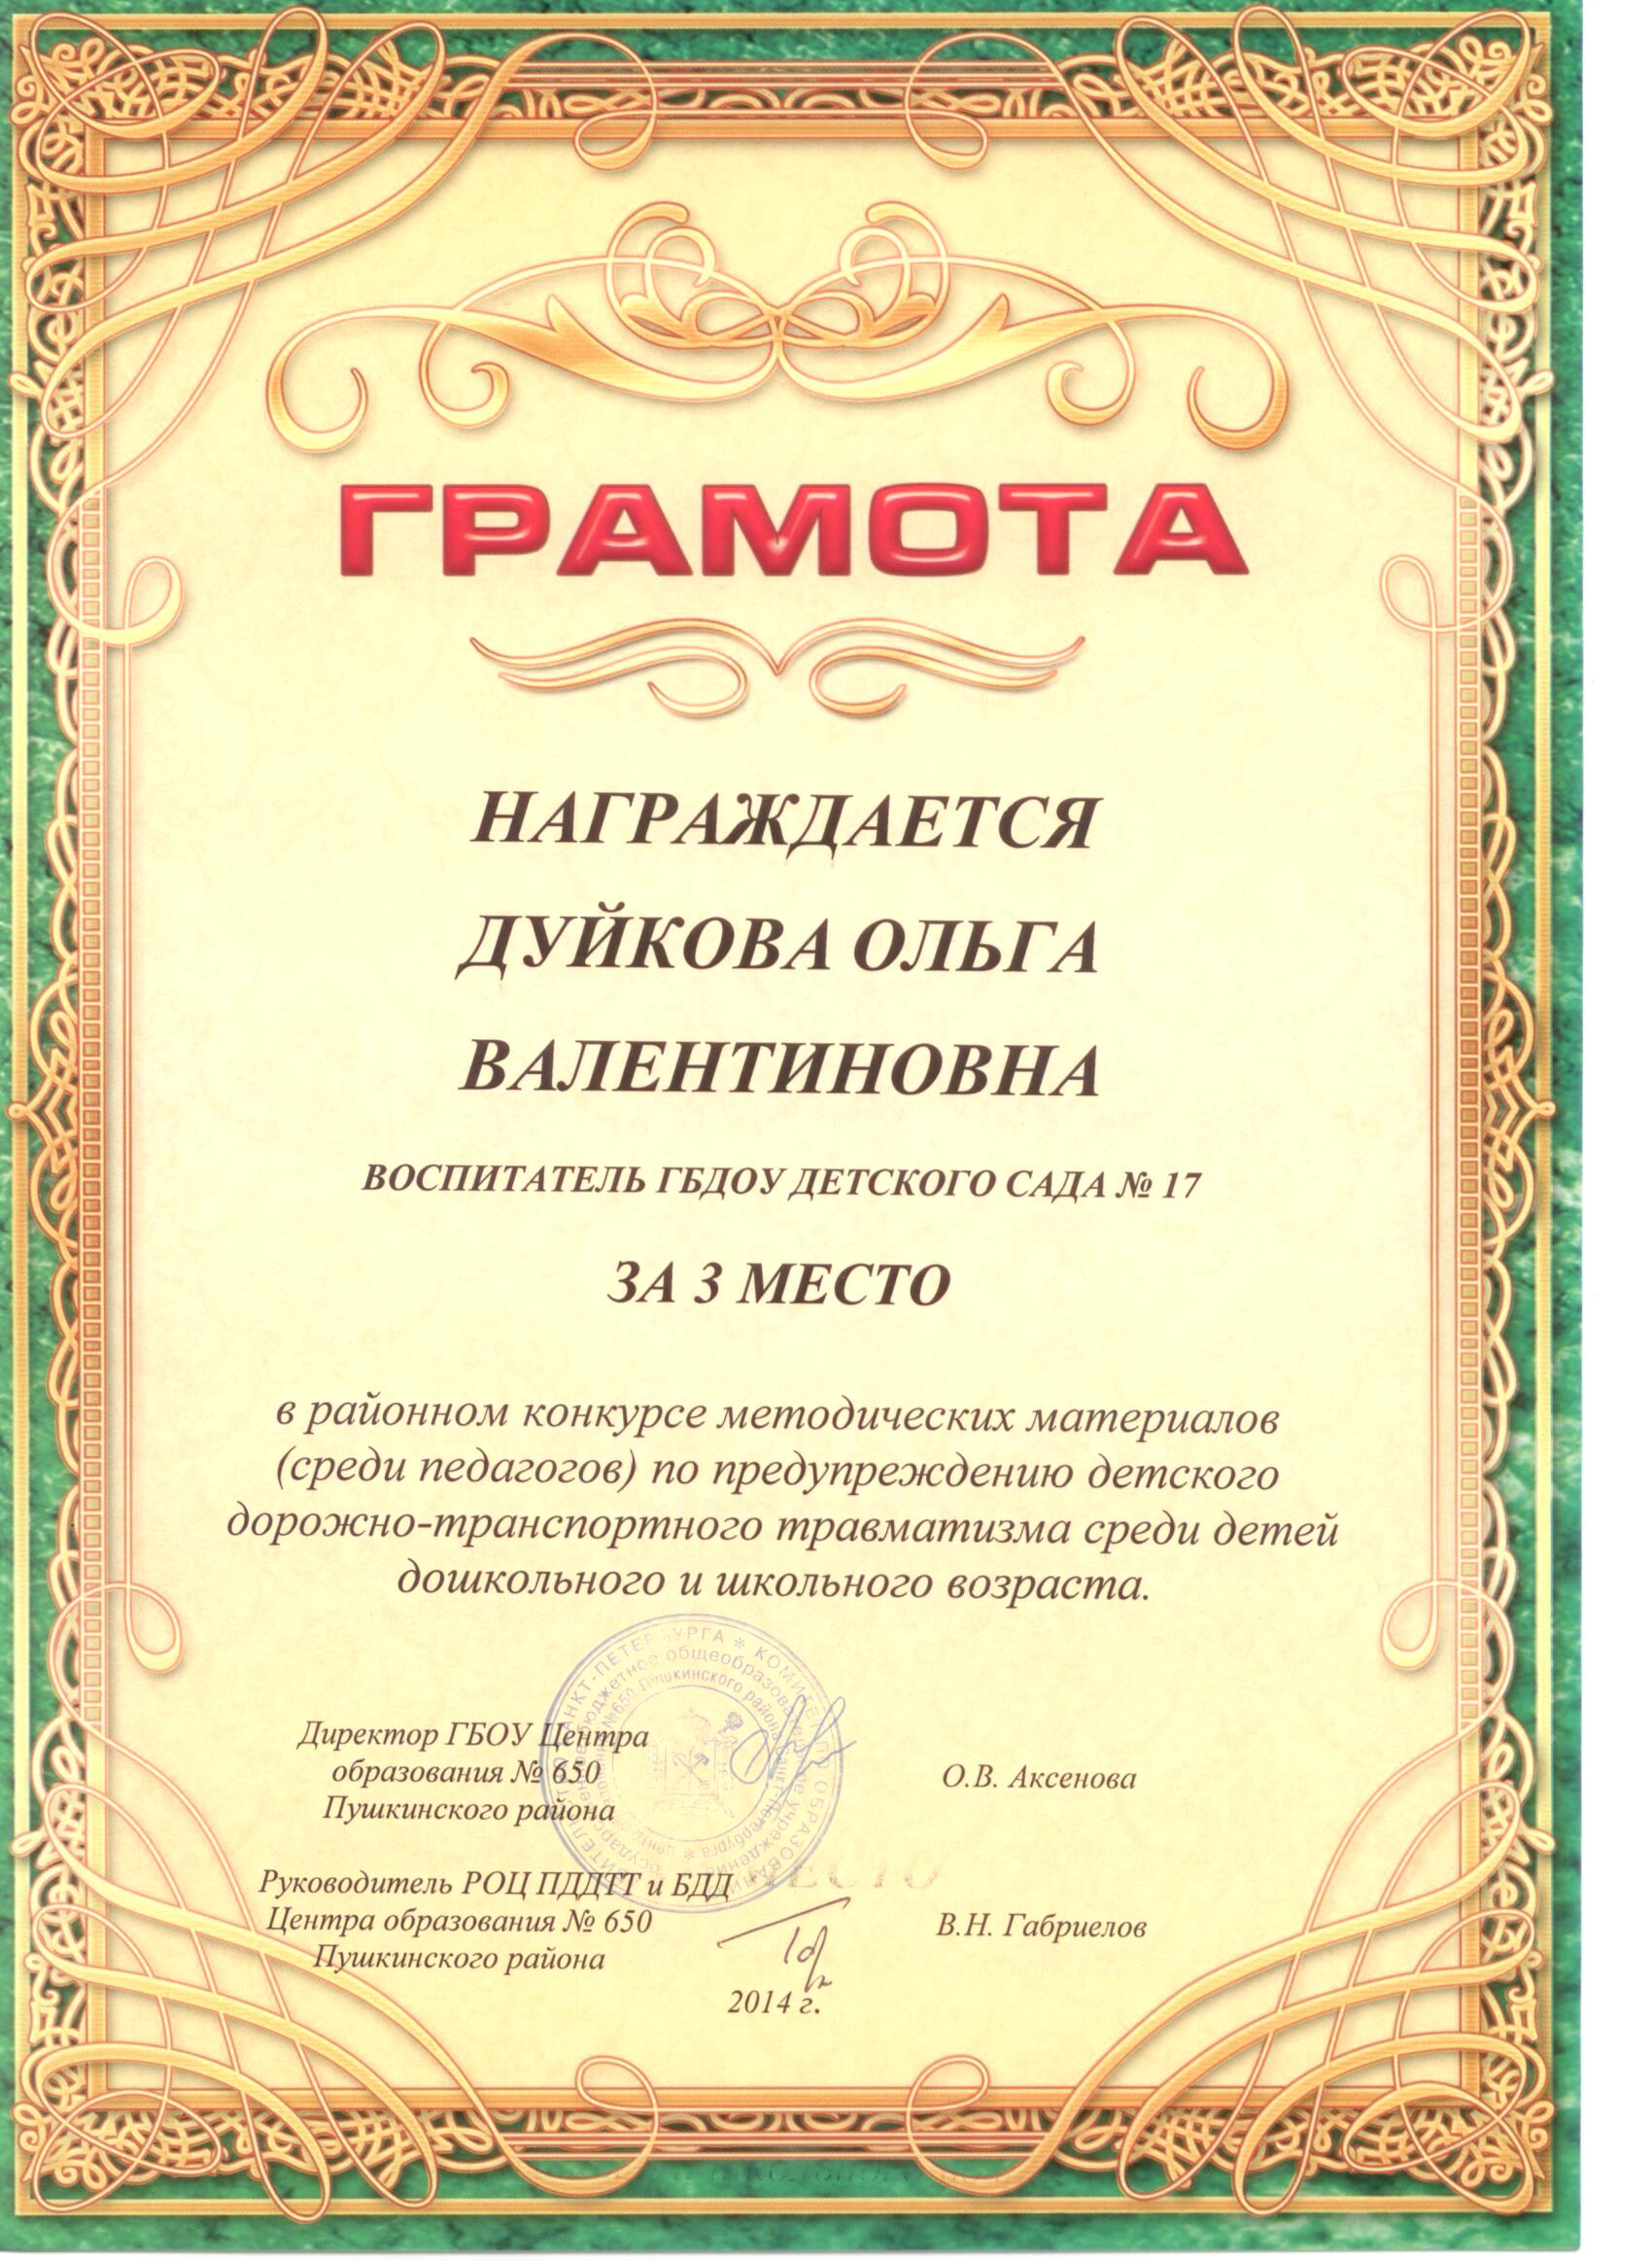 ГРАМОТА
НАГРАЖДАЕТСЯ
ДУЙКОВА ОЛЬГА
ВАЛЕНТИНОВНА
ВОСПИТАТЕЛЬ ГБДОУ ДЕТСКОГО САДА № 17
ЗА 3 МЕСТО
в районном конкурсе методических материалов
(среди педагогов) по предупреждению детского
дорожно-транспортного травматизма среди детей
дошкольного и школьного возраста.
Директор ГБОУ Центра
образования № 650
Пушкинского района
О.В. Аксенова
Руководитель РОЦ ПДДТТ и БДД
Центра образования № 650
Пушкинского района
В.Н. Габриелов
2014 г.